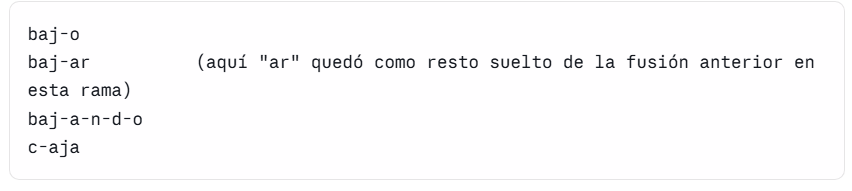 baj-o
baj-ar          (aquí "ar" quedó como resto suelto de la fusión anterior en
esta rama)
baj-a-n-d-o
c-aja